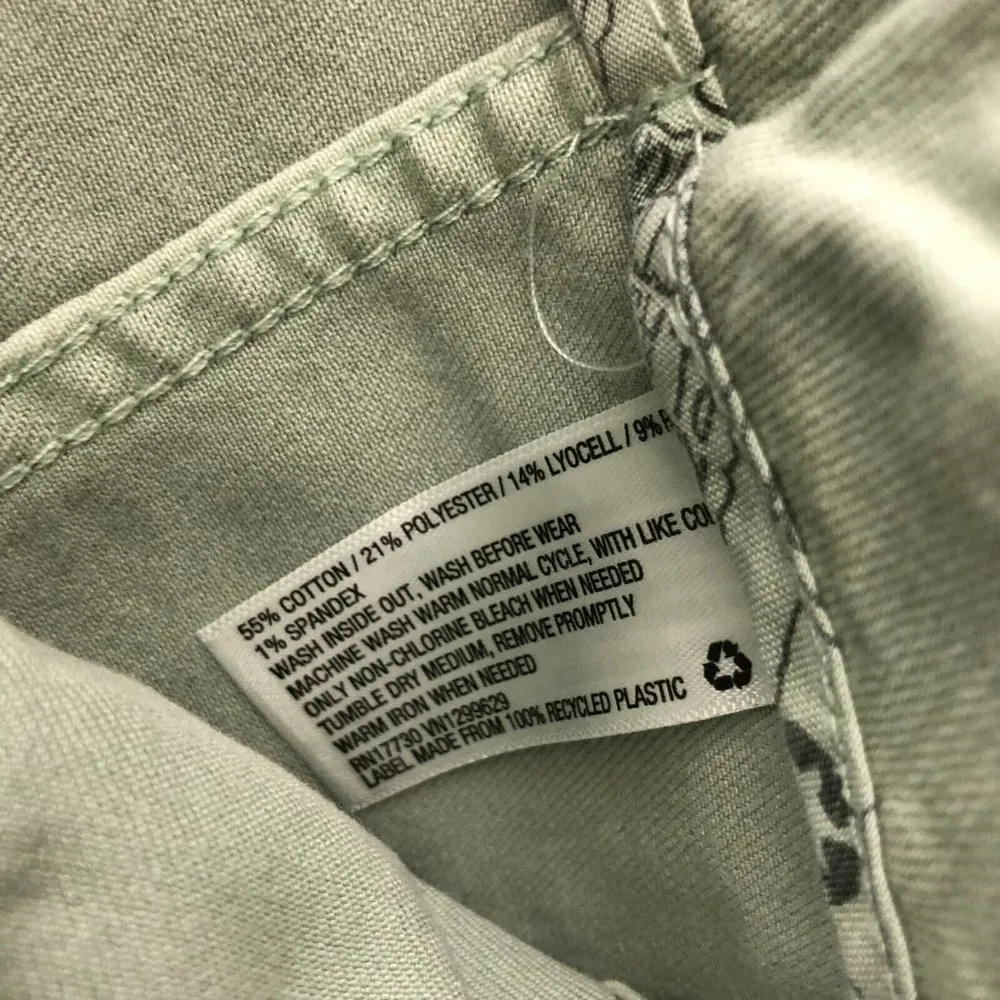 55% COTTON / 21% POLYESTER / 14% LYOCELL / 9%
1% SPANDEX
WASH INSIDE OUT, WASH BEFORE WEAR
MACHINE WASH WARM NORMAL CYCLE, WITH LIKE
ONLY NON-CHLORINE BLEACH WHEN NEEDED
TUMBLE DRY MEDIUM, REMOVE PROMPTLY
WARM IRON WHEN NEEDED
RN17730 VN1299629
LABEL MADE FROM 100% RECYCLED PLASTIC